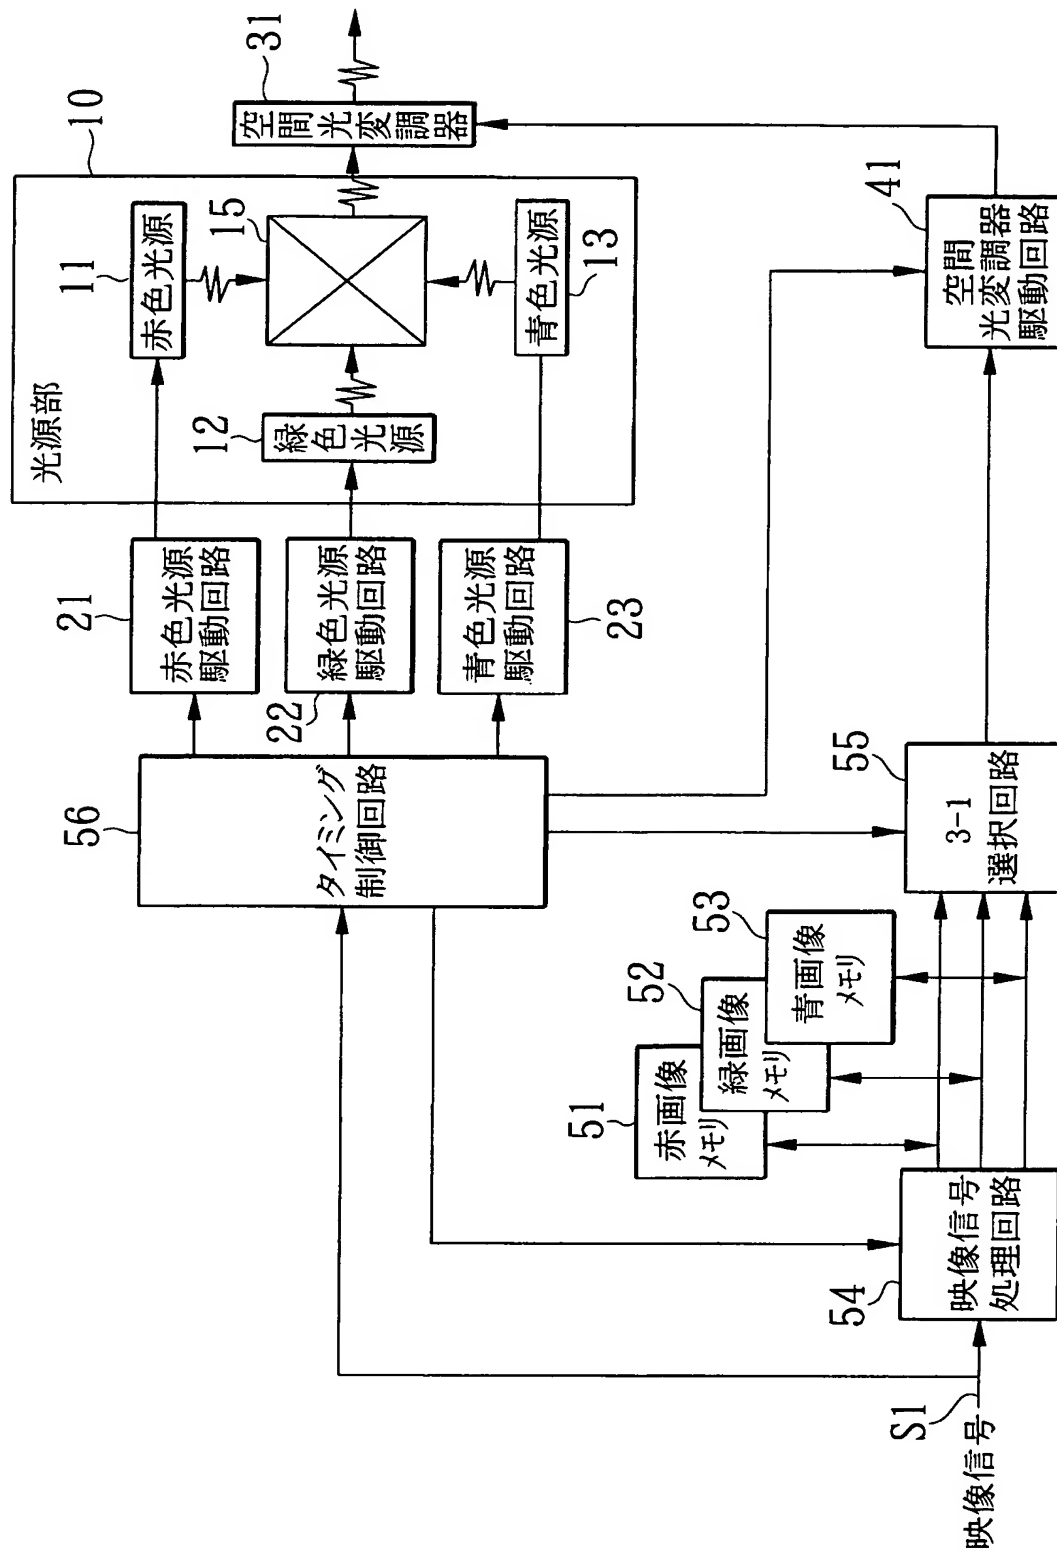 10
光源部
11
赤色光源
12
緑色
光源
15
13
青色光源
31
空間光変調器
21
赤色光源
駆動回路
22
緑色光源
駆動回路
23
青色光源
駆動回路
56
タイミング
制御回路
41
空間
光変調器
駆動回路
51
赤画像
メモリ
52
緑画像
メモリ
53
青画像
メモリ
55
3-1
選択回路
54
映像信号
処理回路
S1
映像信号